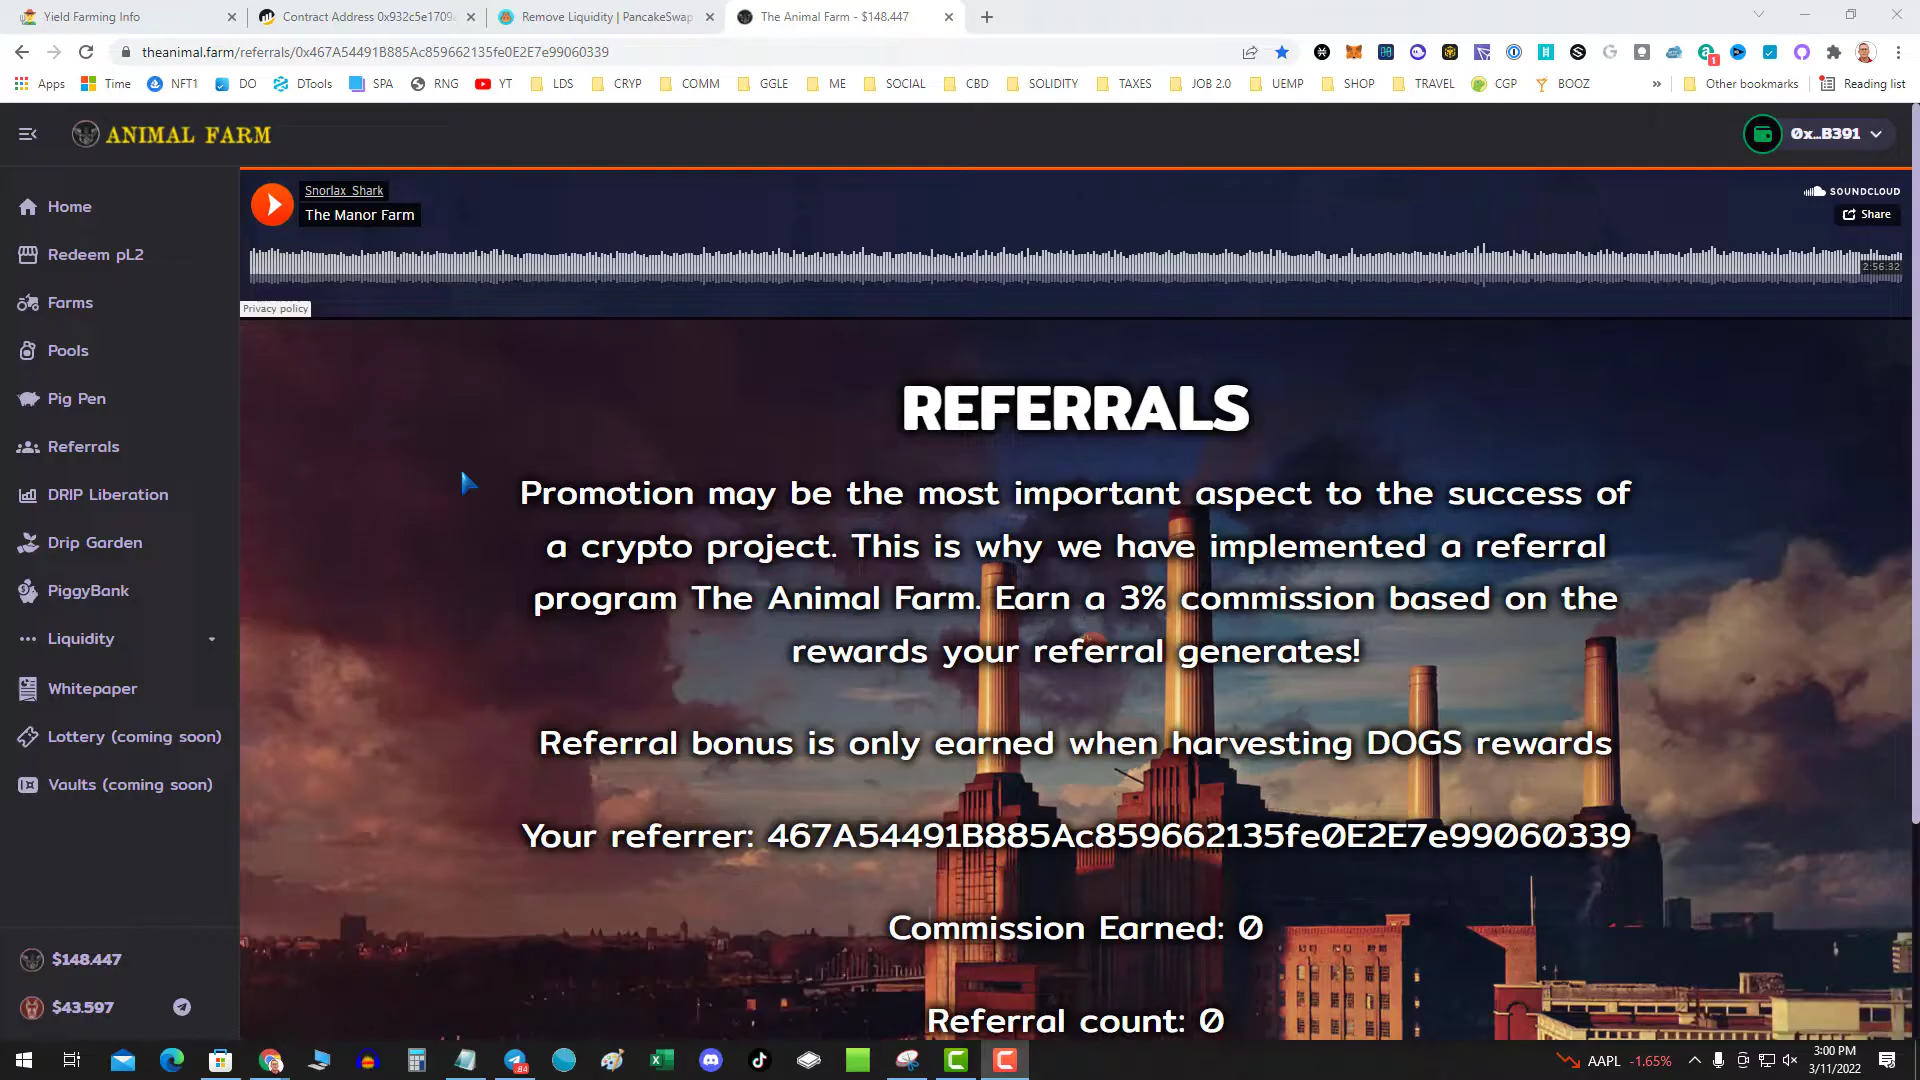 Yield Farming Info
Contract Address 0x932c5e1709
Remove Liquidity | PancakeSwap
The Animal Farm - $148.447
theanimal.farm/referrals/0x467A54491B885Ac859662135fe0E2E7e99060339
Apps
Time
NFT1
DO
DTools
SPA
RNG
YT
LDS
CRYP
COMM
GGLE
ME
SOCIAL
CBD
SOLIDITY
TAXES
JOB 2.0
UEMP
SHOP
TRAVEL
CGP
BOOZ
»
Other bookmarks
Reading list
ANIMAL FARM
0x...B391
Home
Redeem pL2
Farms
Pools
Pig Pen
Referrals
DRIP Liberation
Drip Garden
PiggyBank
Liquidity
Whitepaper
Lottery (coming soon)
Vaults (coming soon)
$148.447
$43.597
Snorlax Shark
The Manor Farm
SOUNDCLOUD
Share
2:56:32
Privacy policy
REFERRALS
Promotion may be the most important aspect to the success of
a crypto project. This is why we have implemented a referral
program The Animal Farm. Earn a 3% commission based on the
rewards your referral generates!
Referral bonus is only earned when harvesting DOGS rewards
Your referrer: 467A54491B885Ac859662135fe0E2E7e99060339
Commission Earned: 0
Referral count: 0
84
AAPL -1.65%
3:00 PM
3/11/2022